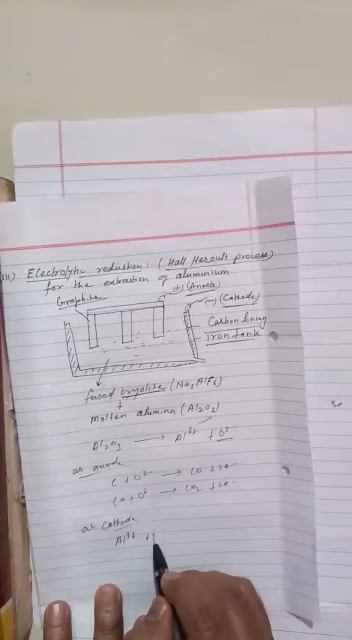 III) Electrolytic reduction: (Hall Heroult process)
for the extraction of aluminium
Graphite
(+) (Anode)
(-) (Cathode)
Carbon lining
iron tank
fused cryolite (Na3AlF6)
+
Molten alumina (Al2O3)
Al2O3 → Al3+ + O2-
at anode
C + O2- → CO + 2e-
CO + O2- → CO2 + 2e-
at cathode
Al3+ +